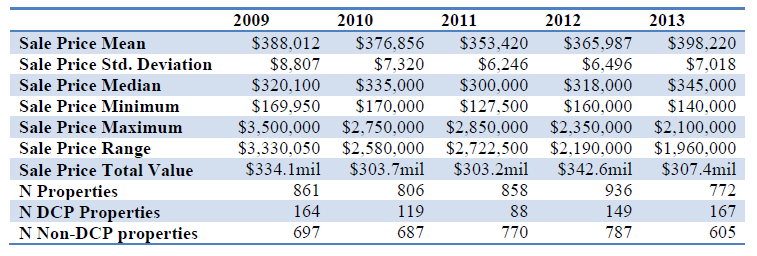 2009 2010 2011 2012 2013
Sale Price Mean $388,012 $376,856 $353,420 $365,987 $398,220
Sale Price Std. Deviation $8,807 $7,320 $6,246 $6,496 $7,018
Sale Price Median $320,100 $335,000 $300,000 $318,000 $345,000
Sale Price Minimum $169,950 $170,000 $127,500 $160,000 $140,000
Sale Price Maximum $3,500,000 $2,750,000 $2,850,000 $2,350,000 $2,100,000
Sale Price Range $3,330,050 $2,580,000 $2,722,500 $2,190,000 $1,960,000
Sale Price Total Value $334.1mil $303.7mil $303.2mil $342.6mil $307.4mil
N Properties 861 806 858 936 772
N DCP Properties 164 119 88 149 167
N Non-DCP properties 697 687 770 787 605